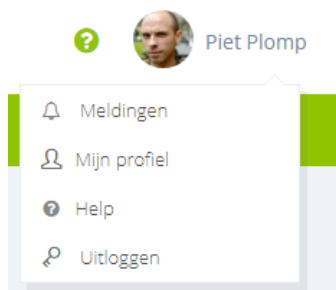 Piet Plomp
Meldingen
Mijn profiel
Help
Uitloggen